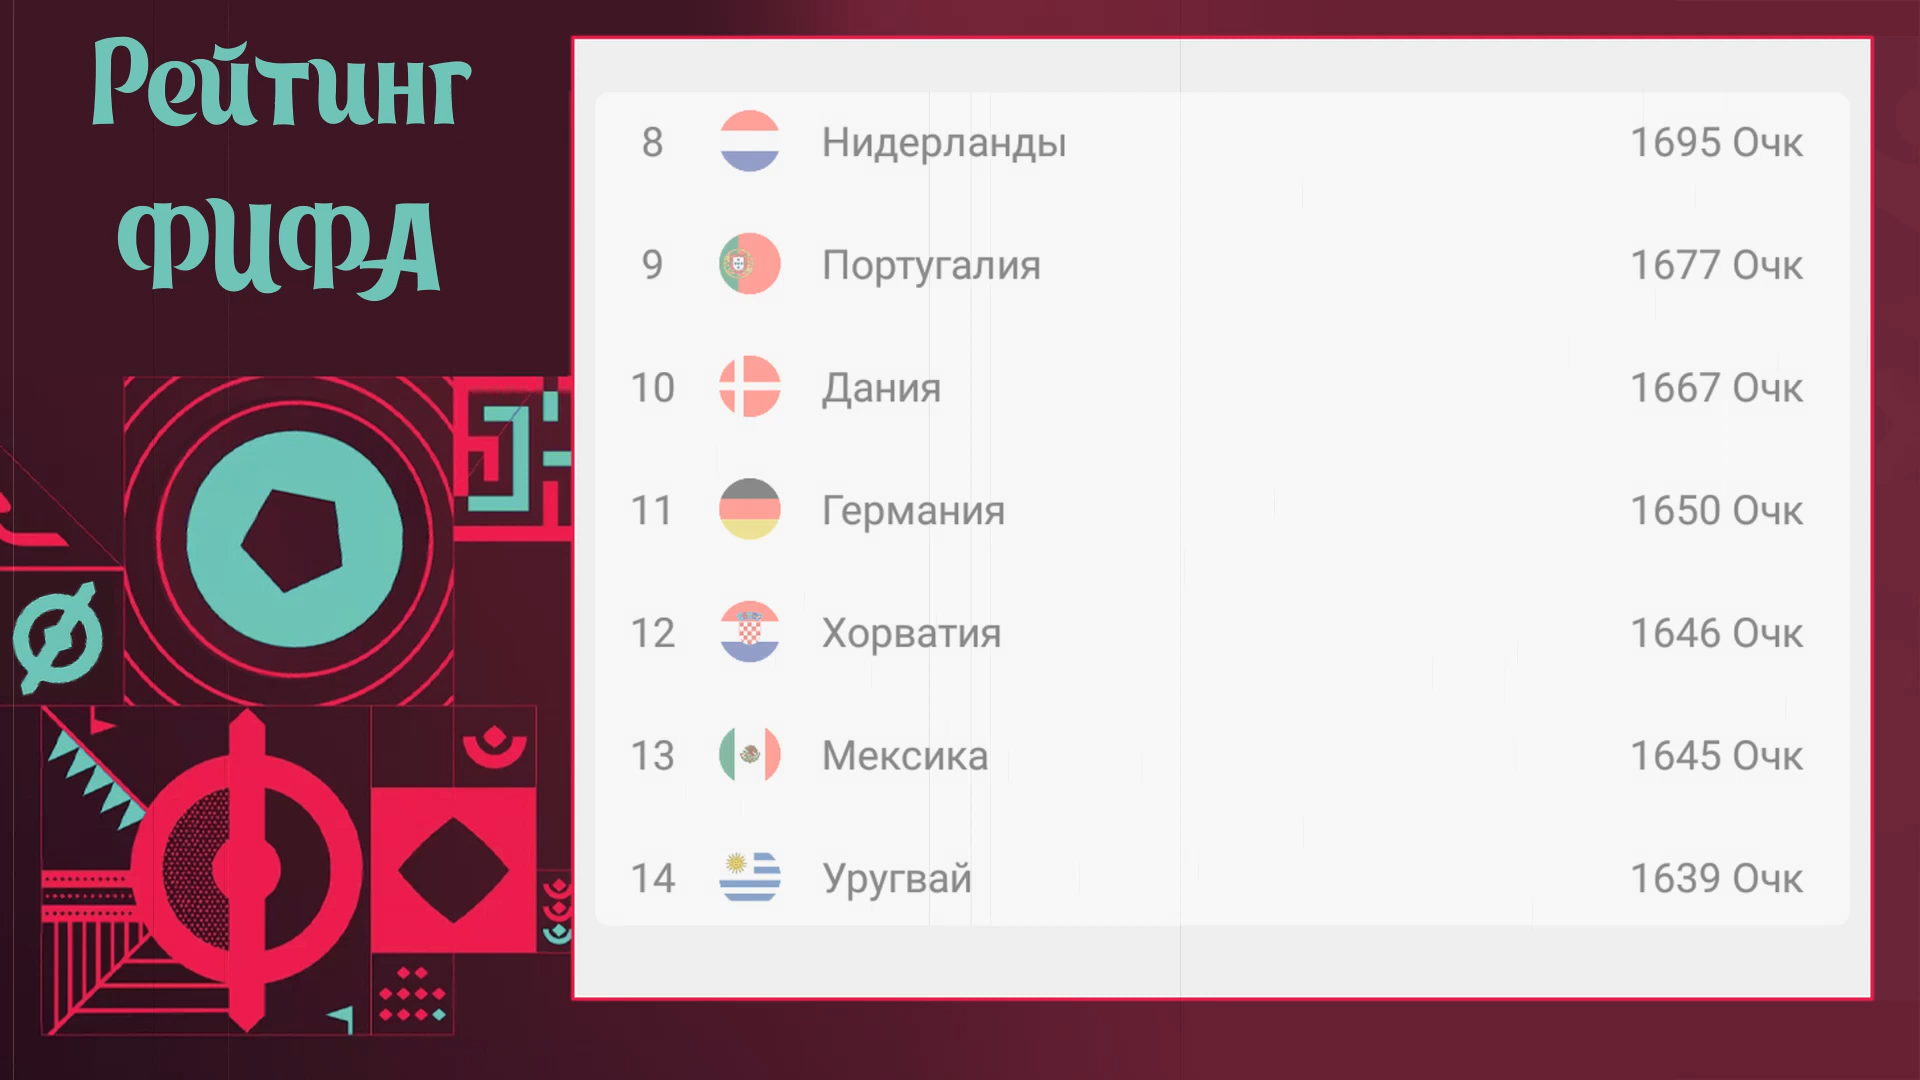 Рейтинг
ФИФА
8 Нидерланды 1695 Очк
9 Португалия 1677 Очк
10 Дания 1667 Очк
11 Германия 1650 Очк
12 Хорватия 1646 Очк
13 Мексика 1645 Очк
14 Уругвай 1639 Очк